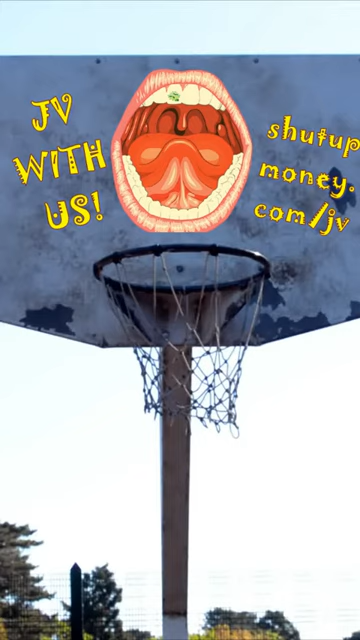 JV
WITH
US!
shutup
money.
com/jv